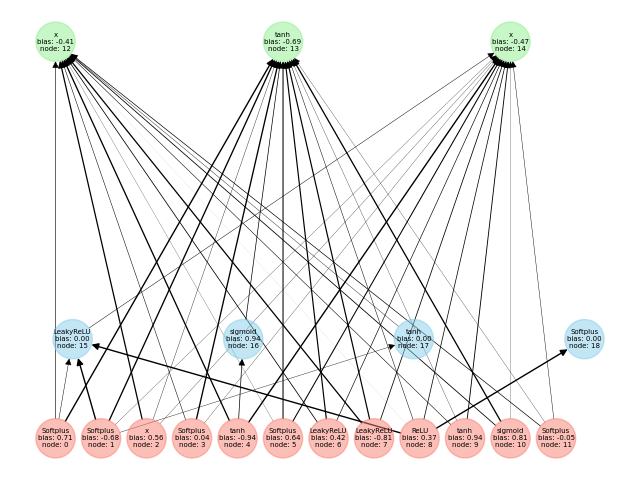 x
bias: -0.41
node: 12
tanh
bias: -0.69
node: 13
x
bias: -0.47
node: 14
LeakyReLU
bias: 0.00
node: 15
sigmoid
bias: 0.94
node: 16
tanh
bias: 0.00
node: 17
Softplus
bias: 0.00
node: 18
Softplus
bias: 0.71
node: 0
Softplus
bias: -0.68
node: 1
x
bias: 0.56
node: 2
Softplus
bias: 0.04
node: 3
tanh
bias: -0.94
node: 4
Softplus
bias: 0.64
node: 5
LeakyReLU
bias: 0.42
node: 6
LeakyReLU
bias: -0.81
node: 7
ReLU
bias: 0.37
node: 8
tanh
bias: 0.94
node: 9
sigmoid
bias: 0.81
node: 10
Softplus
bias: -0.05
node: 11